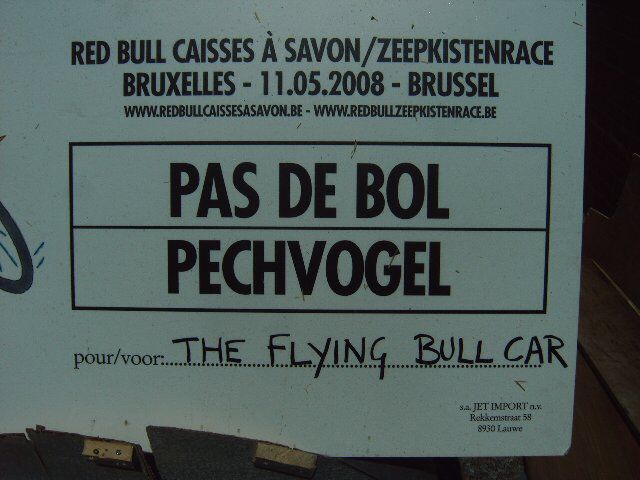 RED BULL CAISSES À SAVON/ZEEPKISTENRACE
BRUXELLES - 11.05.2008 - BRUSSEL
WWW.REDBULLCAISSESASAVON.BE - WWW.REDBULLZEEPKISTENRACE.BE
PAS DE BOL
PECHVOGEL
pour/voor: THE FLYING BULL CAR
s.a. JET IMPORT n.v.
Rekkemstraat 58
8930 Lauwe